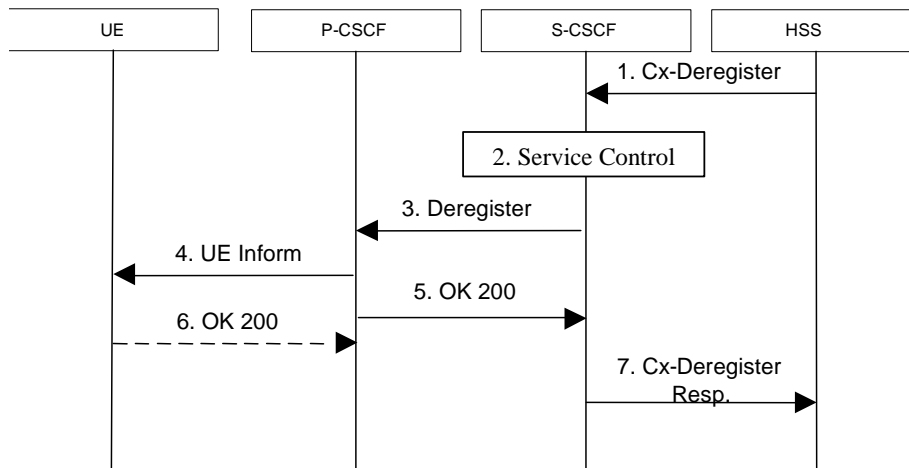 UE
P-CSCF
S-CSCF
HSS
1. Cx-Deregister
2. Service Control
3. Deregister
4. UE Inform
5. OK 200
6. OK 200
7. Cx-Deregister
Resp.